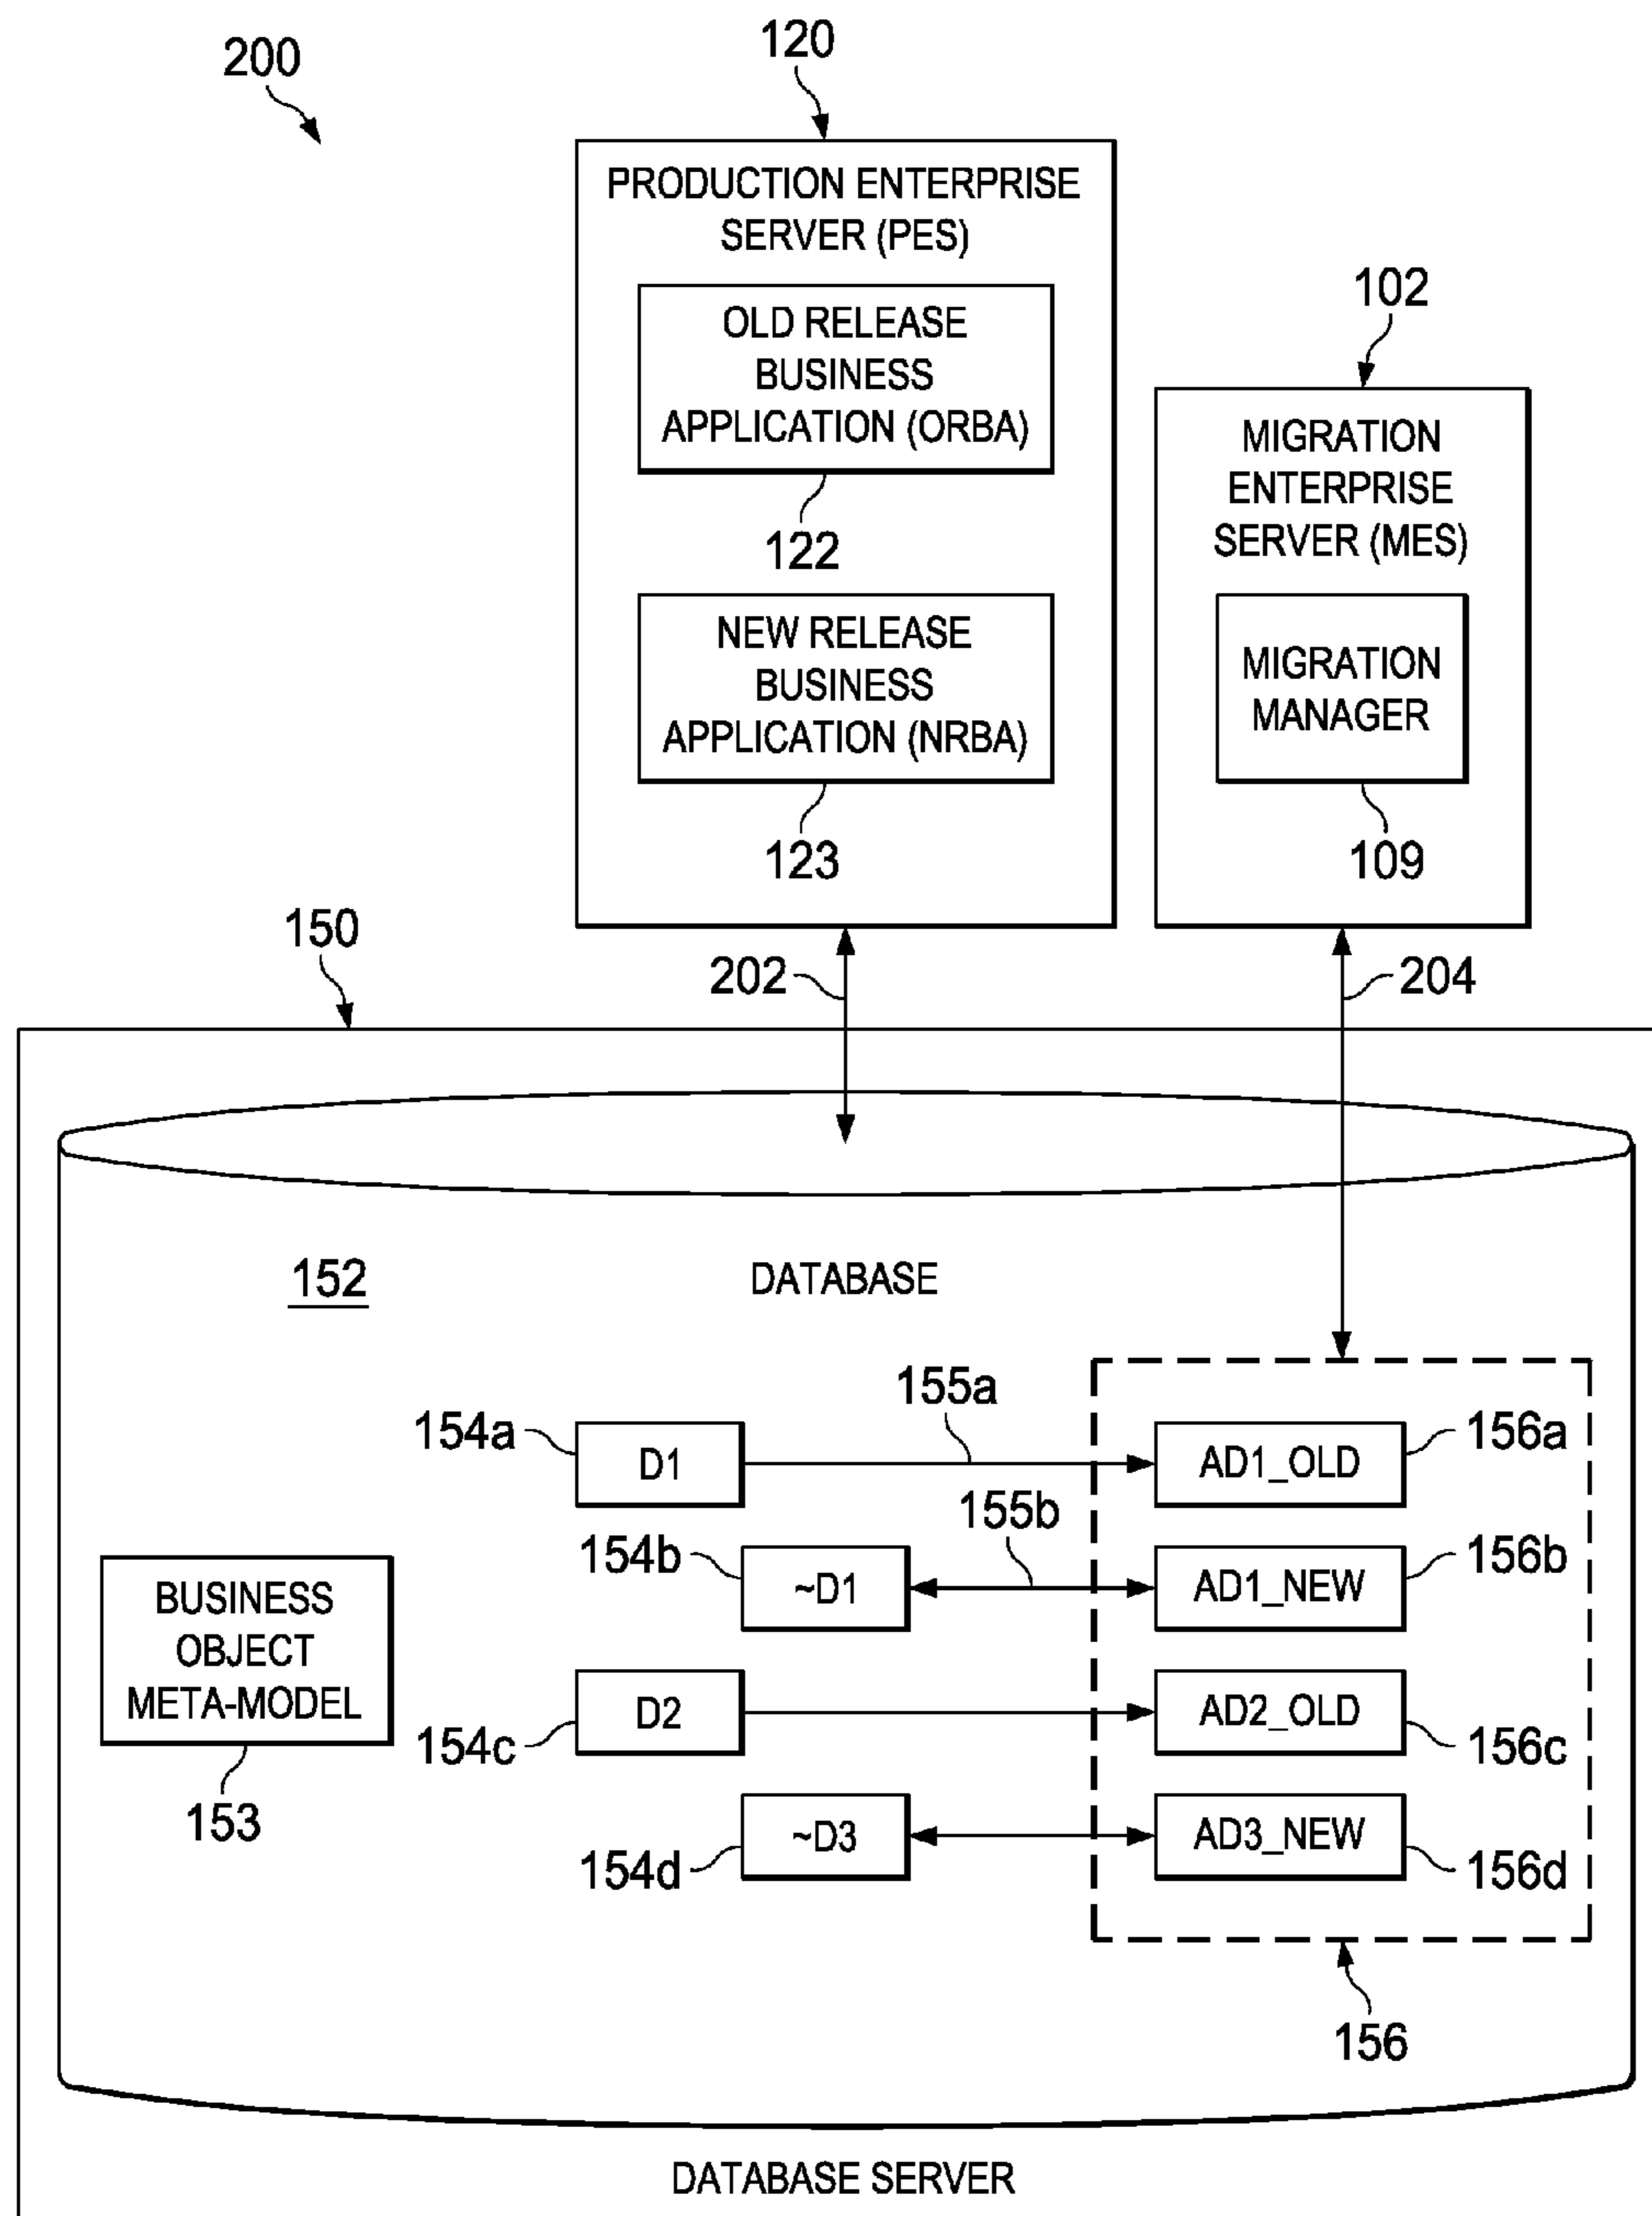 200
120
PRODUCTION ENTERPRISE
SERVER (PES)
OLD RELEASE
BUSINESS
APPLICATION (ORBA)
122
NEW RELEASE
BUSINESS
APPLICATION (NRBA)
123
102
MIGRATION
ENTERPRISE
SERVER (MES)
MIGRATION
MANAGER
109
150
202
204
152
DATABASE
155a
154a
D1
AD1_OLD
156a
155b
154b
~D1
AD1_NEW
156b
BUSINESS
OBJECT
META-MODEL
153
154c
D2
AD2_OLD
156c
154d
~D3
AD3_NEW
156d
156
DATABASE SERVER